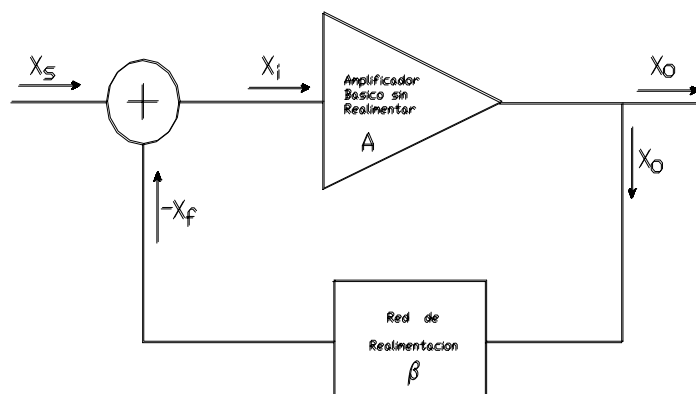 Xs
Xi
Amplificador
Basico sin
Realimentar
A
Xo
Xo
-Xf
Red de
Realimentacion
β
+